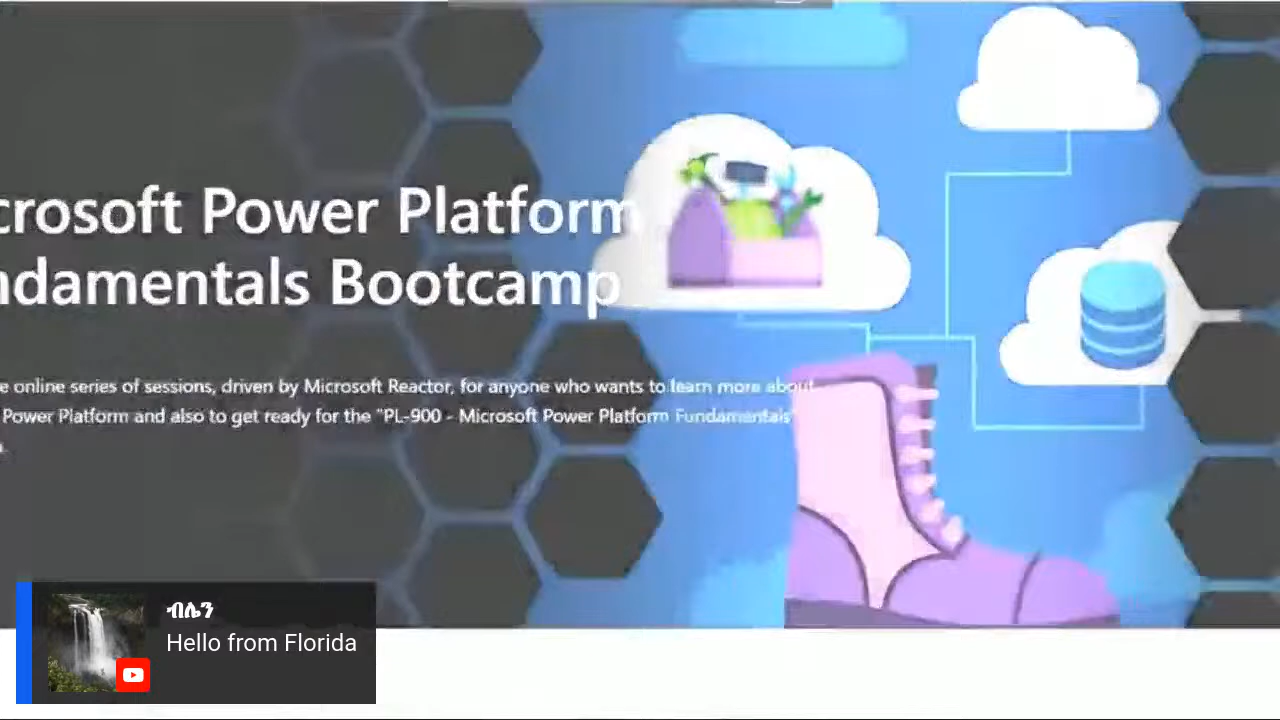 crosoft Power Platform
ndamentals Bootcamp
e online series of sessions, driven by Microsoft Reactor, for anyone who wants to learn more about
Power Platform and also to get ready for the "PL-900 - Microsoft Power Platform Fundamentals"
ብሌን
Hello from Florida